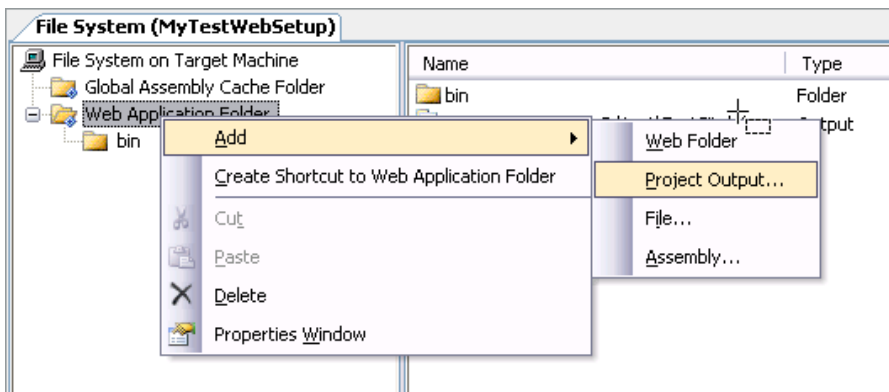 File System (MyTestWebSetup)
File System on Target Machine
Global Assembly Cache Folder
Web Application Folder
bin
Name Type
bin Folder
Add
Create Shortcut to Web Application Folder
Cut
Paste
Delete
Properties Window
Web Folder
Project Output...
File...
Assembly...